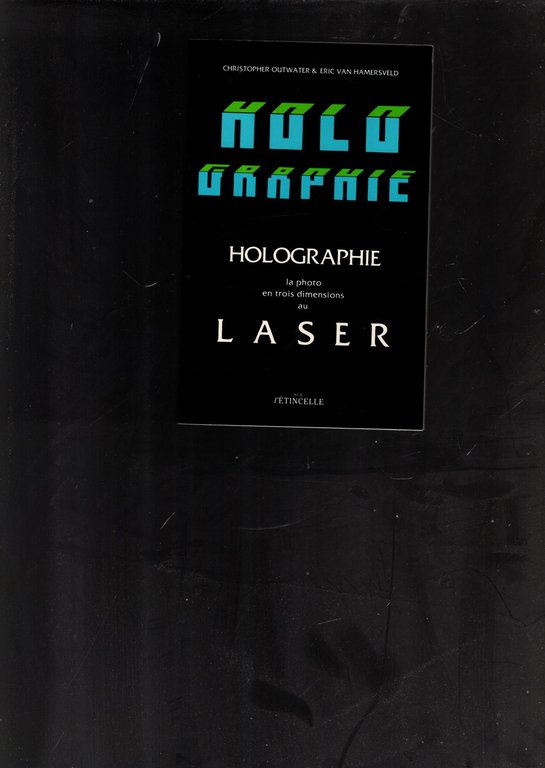 CHRISTOPHER OUTWATER & ERIC VAN HAMERSVELD
HOLO
GRAPHIE
HOLOGRAPHIE
la photo
en trois dimensions
au
LASER
l'ÉTINCELLE